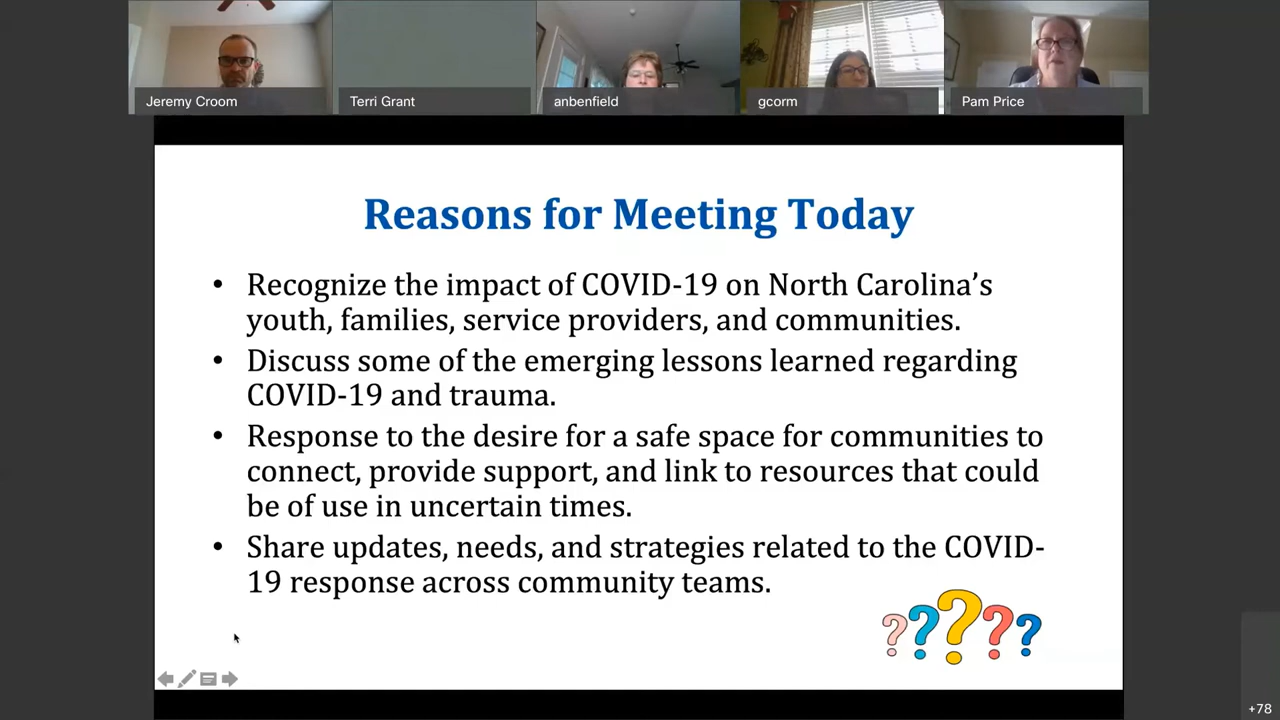 Jeremy Croom
Terri Grant
anbenfield
gcorm
Pam Price
Reasons for Meeting Today
• Recognize the impact of COVID-19 on North Carolina’s
youth, families, service providers, and communities.
• Discuss some of the emerging lessons learned regarding
COVID-19 and trauma.
• Response to the desire for a safe space for communities to
connect, provide support, and link to resources that could
be of use in uncertain times.
• Share updates, needs, and strategies related to the COVID-
19 response across community teams.
? ? ? ? ?
+78